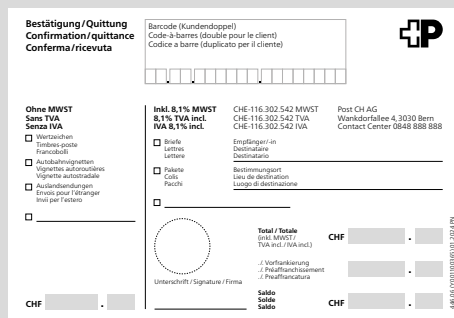 Bestätigung/Quittung
Confirmation/quittance
Conferma/ricevuta
Barcode (Kundendoppel)
Code-à-barres (double pour le client)
Codice a barre (duplicato per il cliente)
P
Ohne MWST
Sans TVA
Senza IVA
Wertzeichen
Timbres-poste
Francobolli
Autobahnvignetten
Vignettes autoroutières
Vignette autostradale
Auslandsendungen
Envois pour l'étranger
Invii per l'estero
CHF .
Inkl. 8,1% MWST CHE-116.302.542 MWST Post CH AG
8,1% TVA incl. CHE-116.302.542 TVA Wankdorfallee 4, 3030 Bern
IVA 8,1% incl. CHE-116.302.542 IVA Contact Center 0848 888 888
Briefe Empfänger/-in
Lettres Destinataire
Lettere Destinatario
Pakete Bestimmungsort
Colis Lieu de destination
Pacchi Luogo di destinazione
Unterschrift / Signature / Firma
Total / Totale
(inkl. MWST /
TVA incl. / IVA incl.)
CHF .
./. Vorfrankierung
./. Préaffranchissement
./. Preaffrancatura
.
Saldo
Solde
Saldo
CHF .